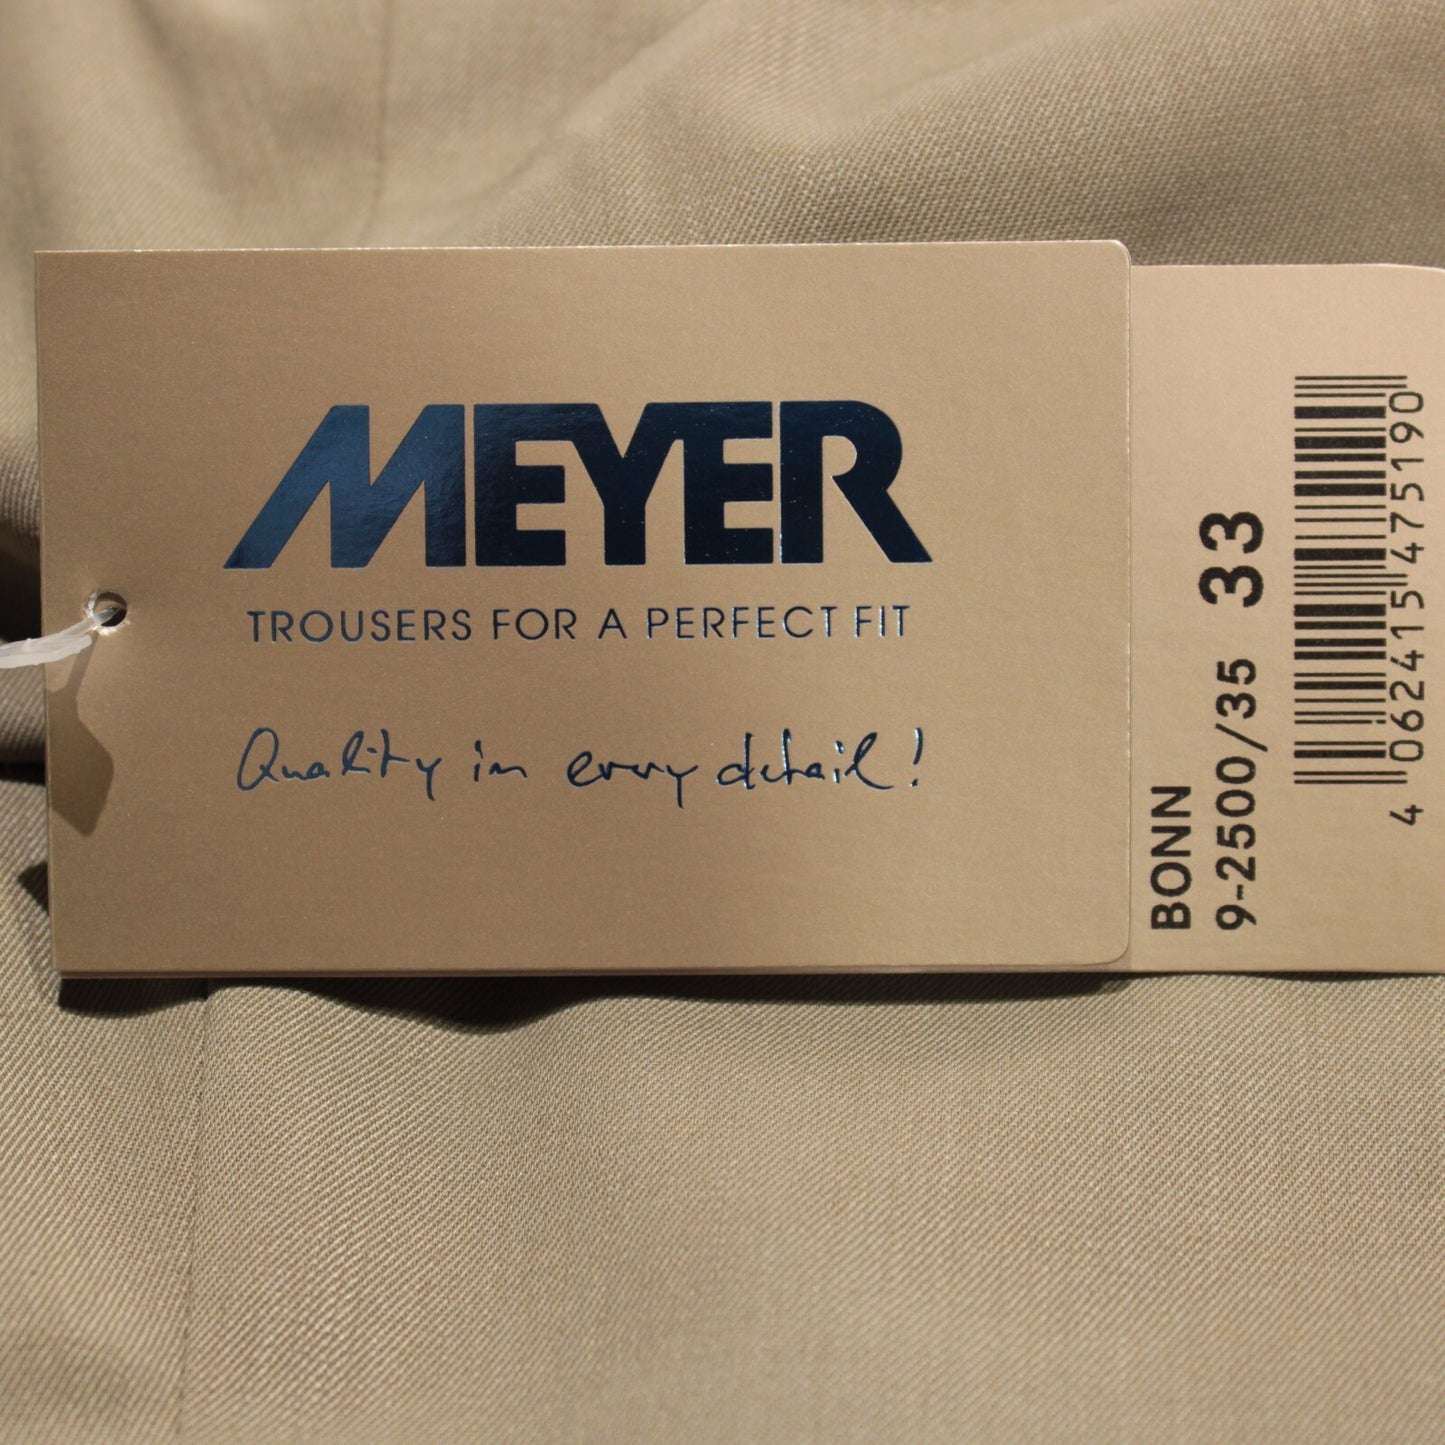 MEYER
TROUSERS FOR A PERFECT FIT
Quality in every detail!
BONN
9-2500/35 33
4 062415 475190